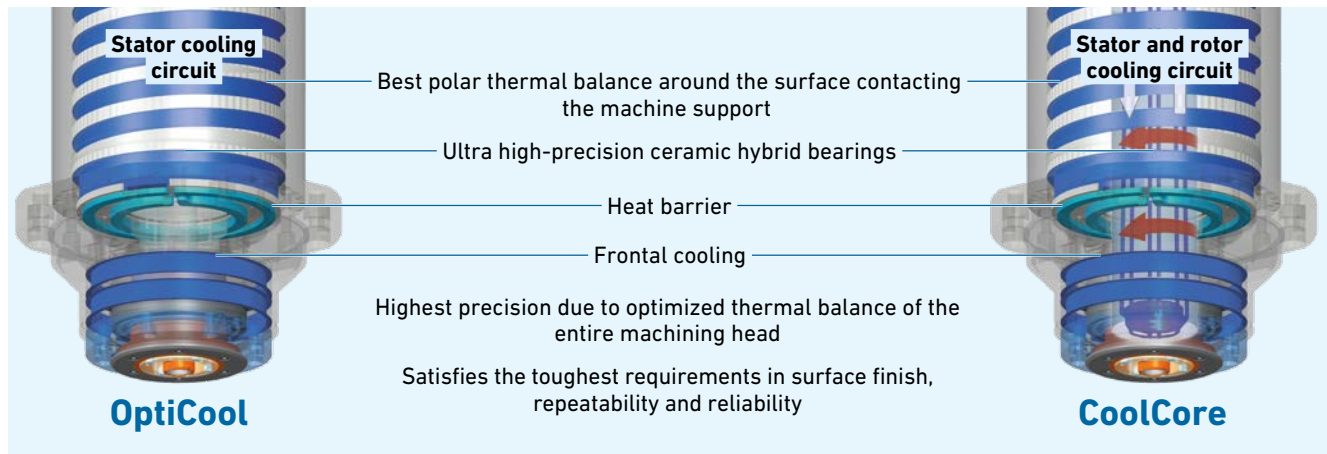 Stator cooling
circuit
Stator and rotor
cooling circuit
Best polar thermal balance around the surface contacting
the machine support
Ultra high-precision ceramic hybrid bearings
Heat barrier
Frontal cooling
Highest precision due to optimized thermal balance of the
entire machining head
Satisfies the toughest requirements in surface finish,
repeatability and reliability
OptiCool
CoolCore